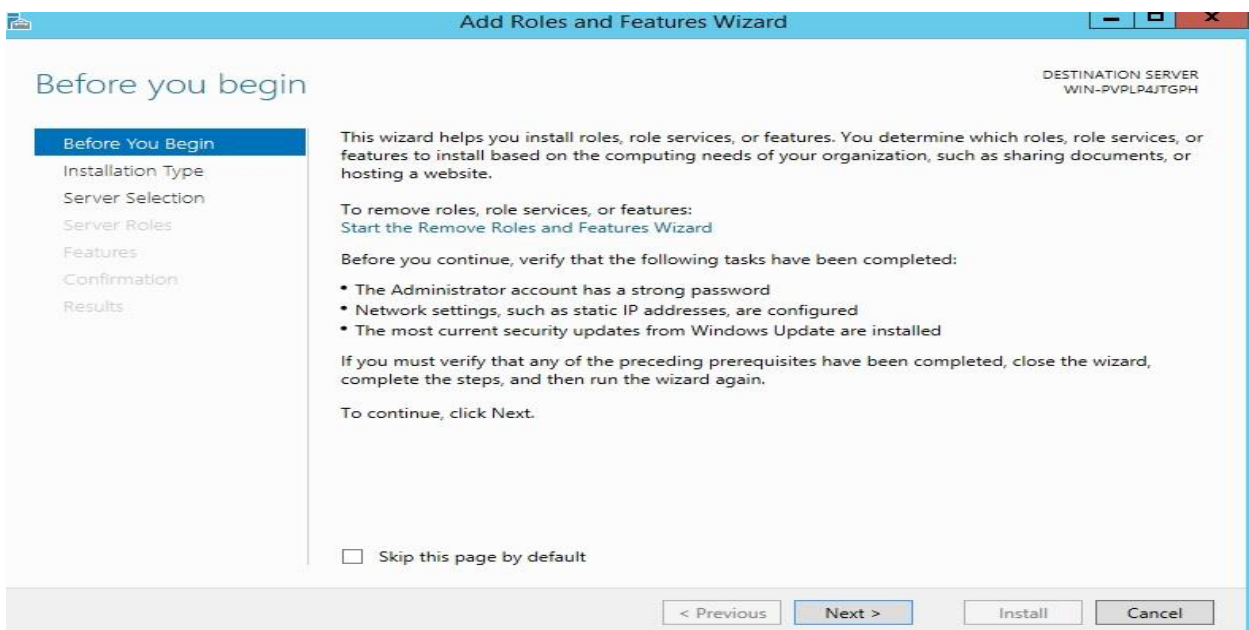 Add Roles and Features Wizard
Before you begin
DESTINATION SERVER
WIN-PVPLP4JTGPH
Before You Begin
Installation Type
Server Selection
Server Roles
Features
Confirmation
Results
This wizard helps you install roles, role services, or features. You determine which roles, role services, or
features to install based on the computing needs of your organization, such as sharing documents, or
hosting a website.
To remove roles, role services, or features:
Start the Remove Roles and Features Wizard
Before you continue, verify that the following tasks have been completed:
• The Administrator account has a strong password
• Network settings, such as static IP addresses, are configured
• The most current security updates from Windows Update are installed
If you must verify that any of the preceding prerequisites have been completed, close the wizard,
complete the steps, and then run the wizard again.
To continue, click Next.
Skip this page by default
< Previous Next > Install Cancel